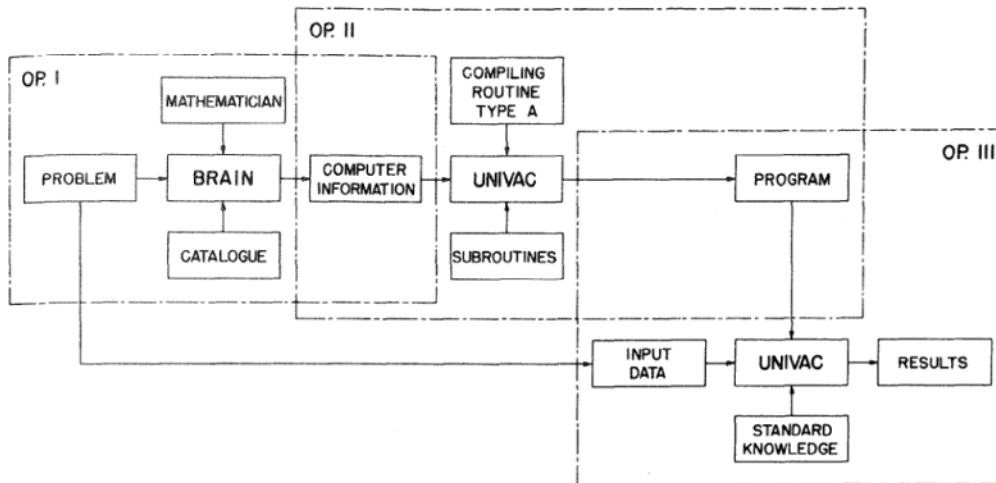 OP. II
OP. I
COMPILING
ROUTINE
TYPE A
MATHEMATICIAN
OP. III
PROBLEM
BRAIN
COMPUTER
INFORMATION
UNIVAC
PROGRAM
CATALOGUE
SUBROUTINES
INPUT
DATA
UNIVAC
RESULTS
STANDARD
KNOWLEDGE